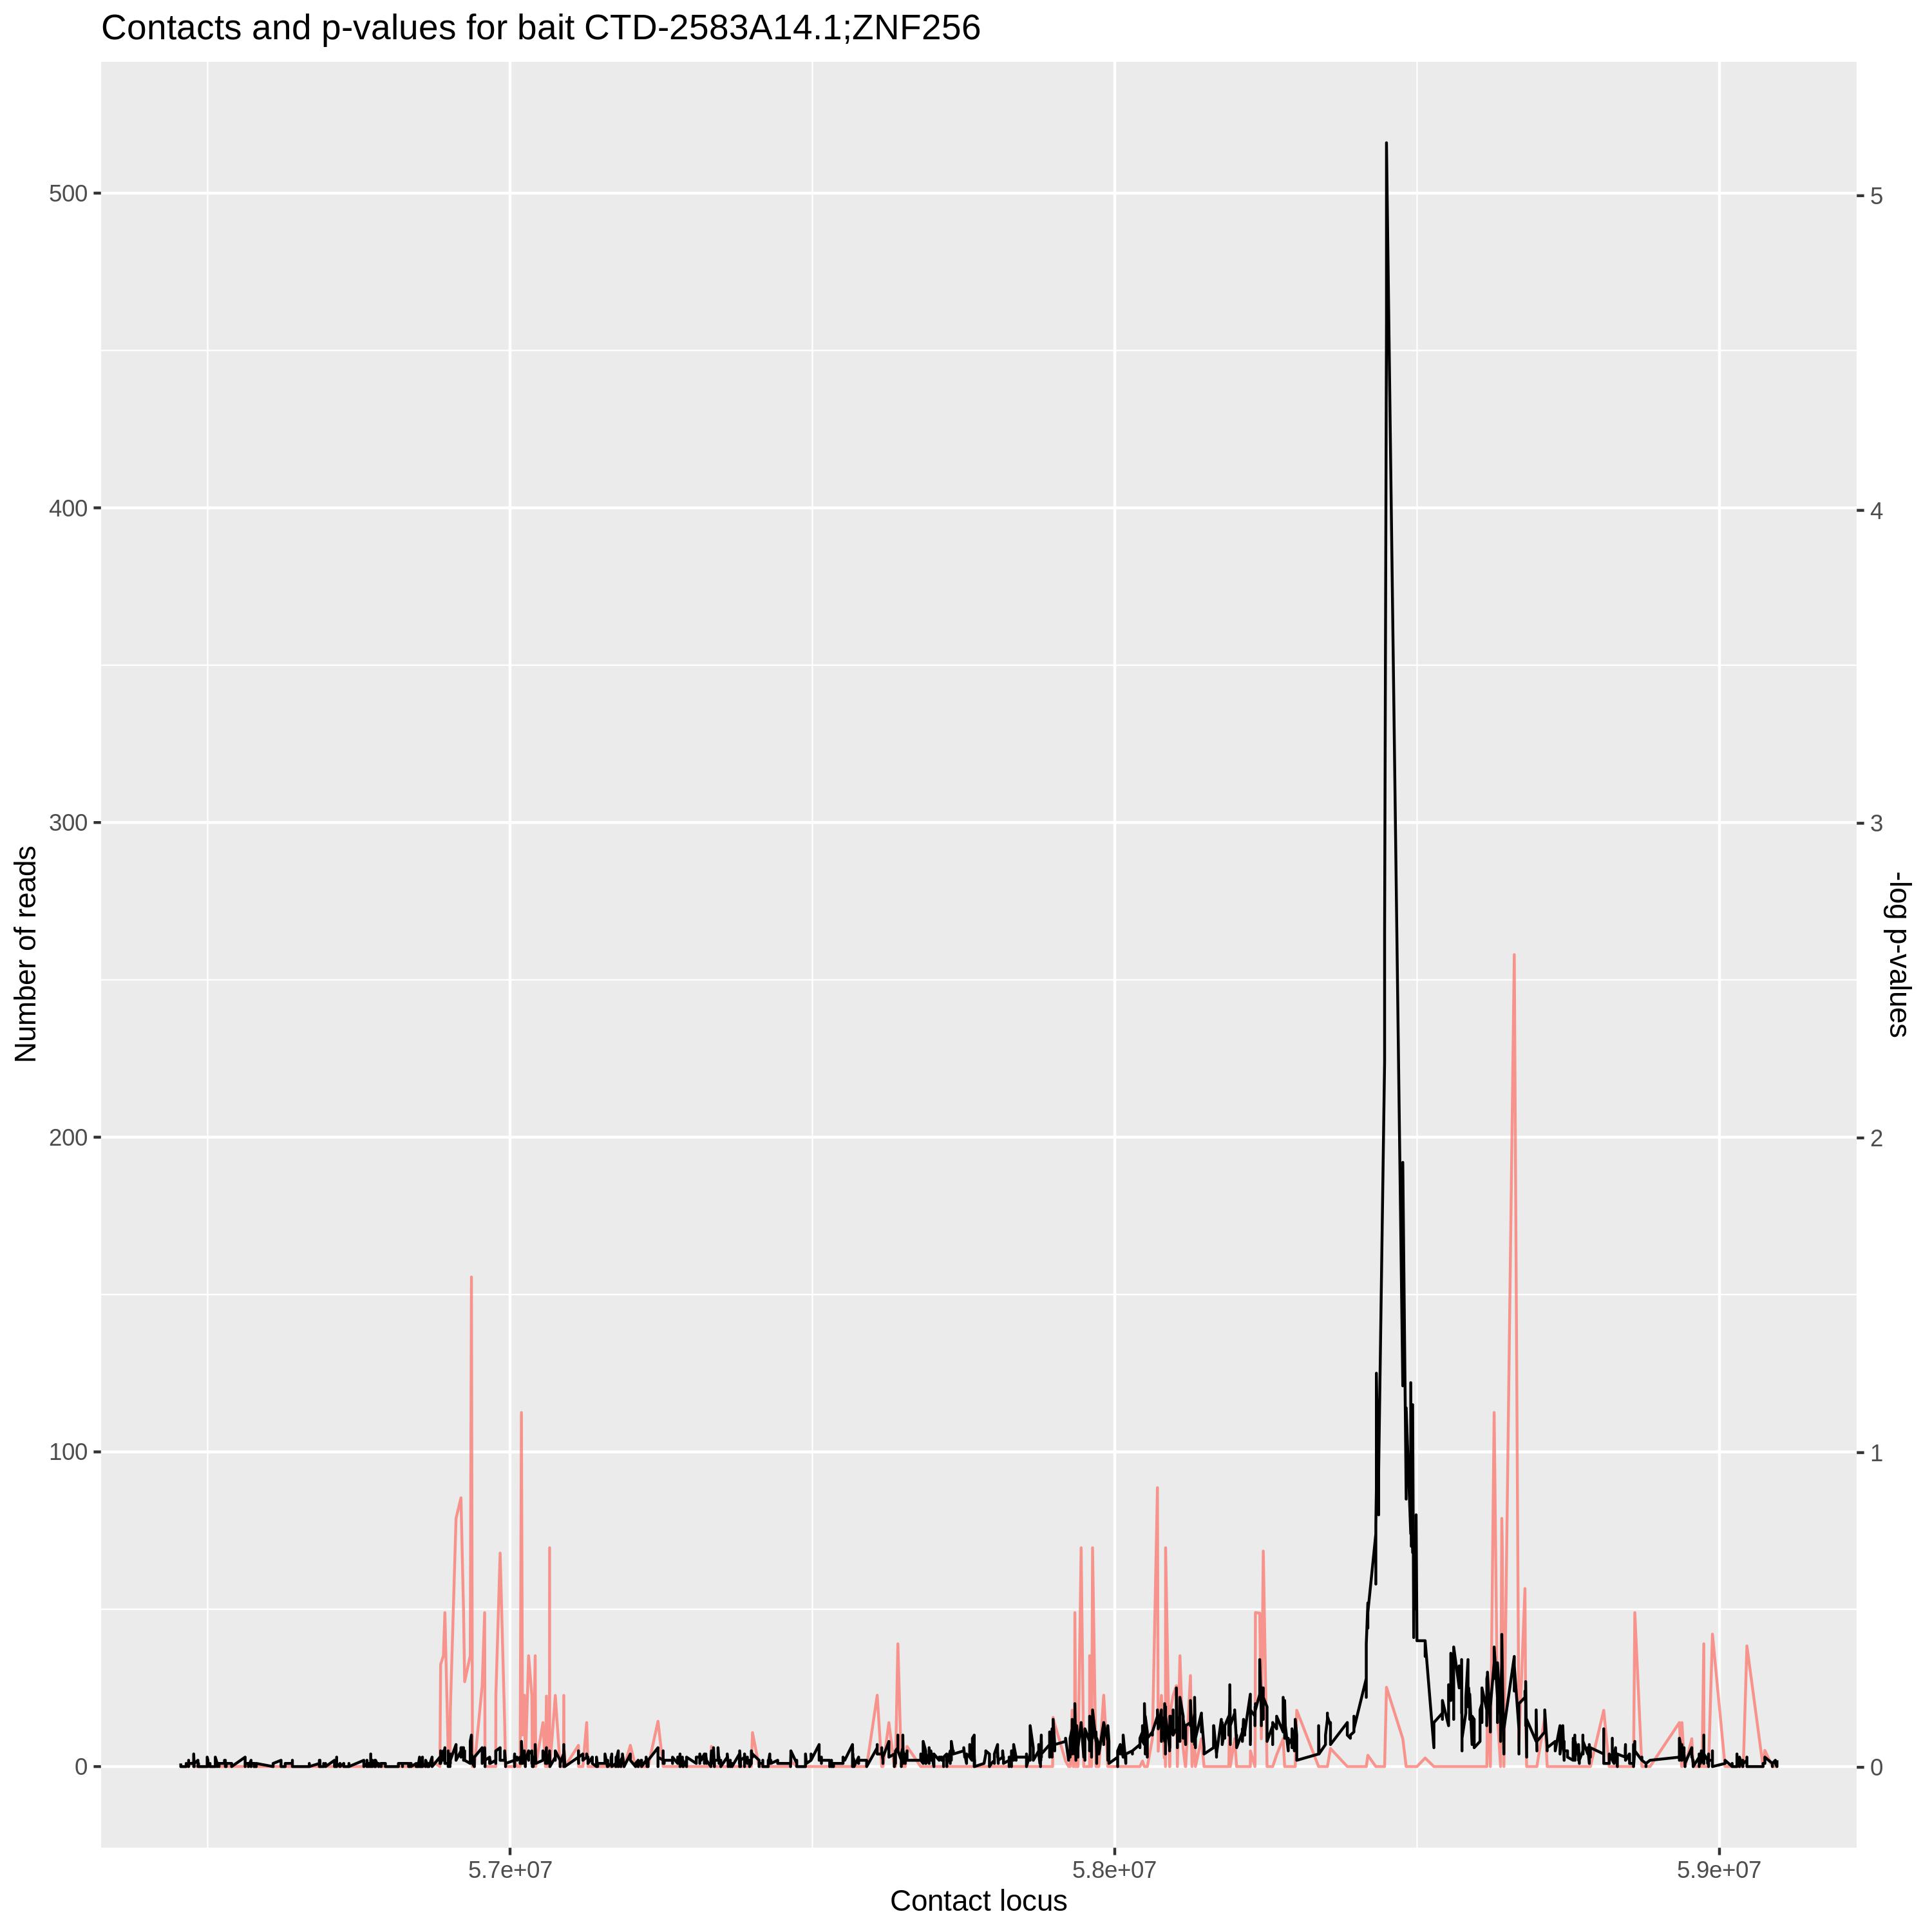 Contacts and p-values for bait CTD-2583A14.1;ZNF256
500
400
300
200
100
0
Number of reads
5
4
3
2
1
0
-log p-values
5.7e+07
5.8e+07
5.9e+07
Contact locus